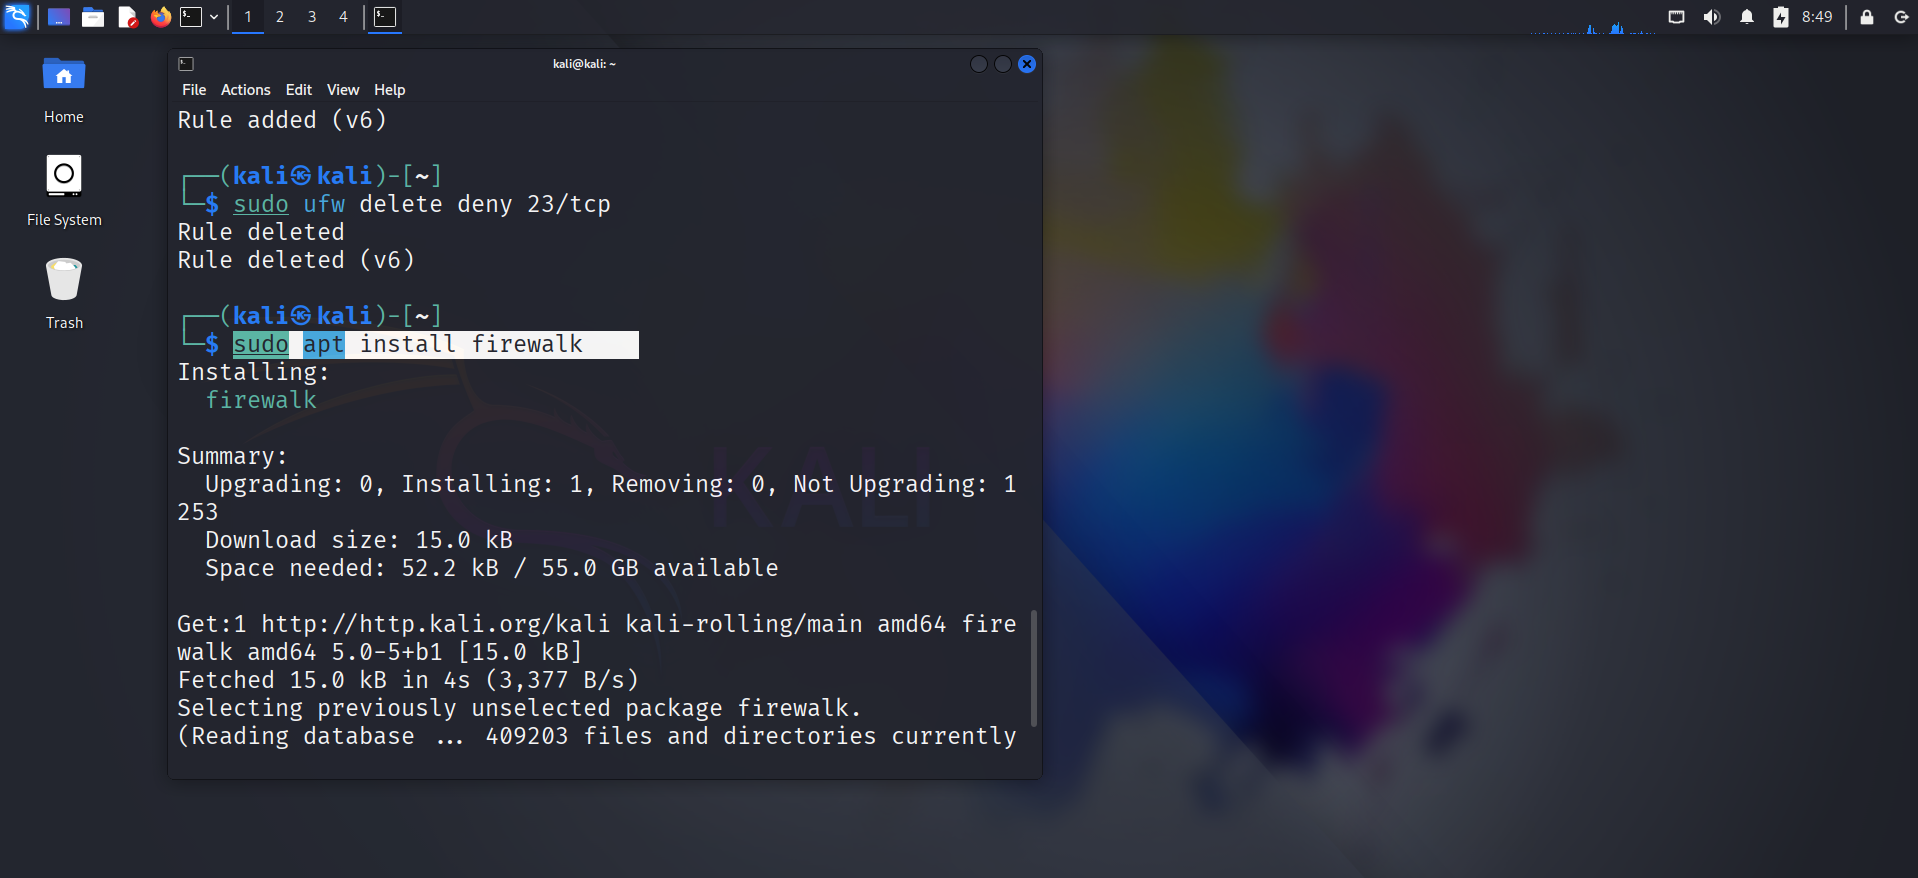 1 2 3 4
8:49
Home
File System
Trash
kali@kali: ~
File Actions Edit View Help
Rule added (v6)
┌──(kali㉿kali)-[~]
└─$ sudo ufw delete deny 23/tcp
Rule deleted
Rule deleted (v6)
┌──(kali㉿kali)-[~]
└─$ sudo apt install firewalk
Installing:
firewalk
Summary:
Upgrading: 0, Installing: 1, Removing: 0, Not Upgrading: 1
253
Download size: 15.0 kB
Space needed: 52.2 kB / 55.0 GB available
Get:1 http://http.kali.org/kali kali-rolling/main amd64 fire
walk amd64 5.0-5+b1 [15.0 kB]
Fetched 15.0 kB in 4s (3,377 B/s)
Selecting previously unselected package firewalk.
(Reading database ... 409203 files and directories currently
KALI